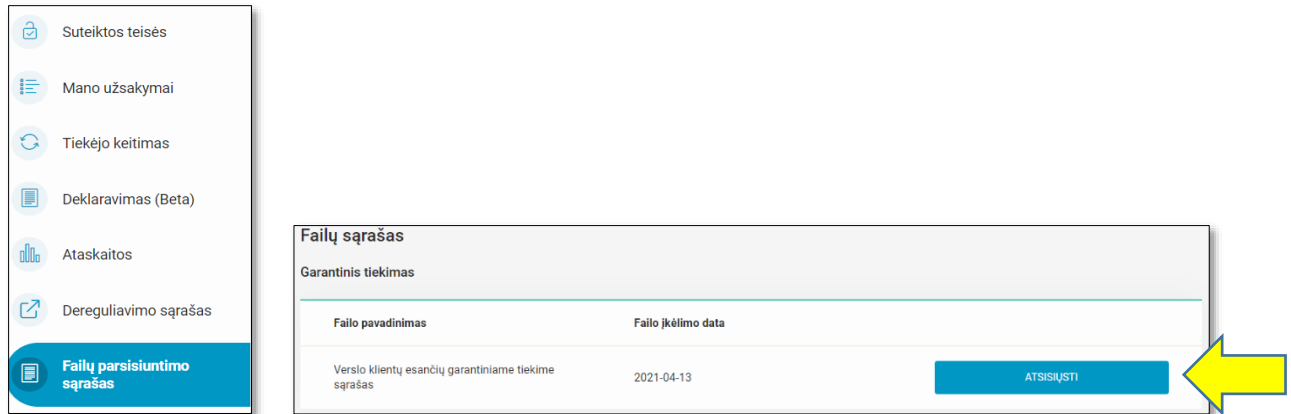 Suteiktos teisės
Mano užsakymai
Tiekėjo keitimas
Deklaravimas (Beta)
Ataskaitos
Dereguliavimo sąrašas
Failų parsisiuntimo
sąrašas
Failų sąrašas
Garantinis tiekimas
Failo pavadinimas Failo įkėlimo data
Verslo klientų esančių garantiniame tiekime
sąrašas
2021-04-13
ATSISIŲSTI